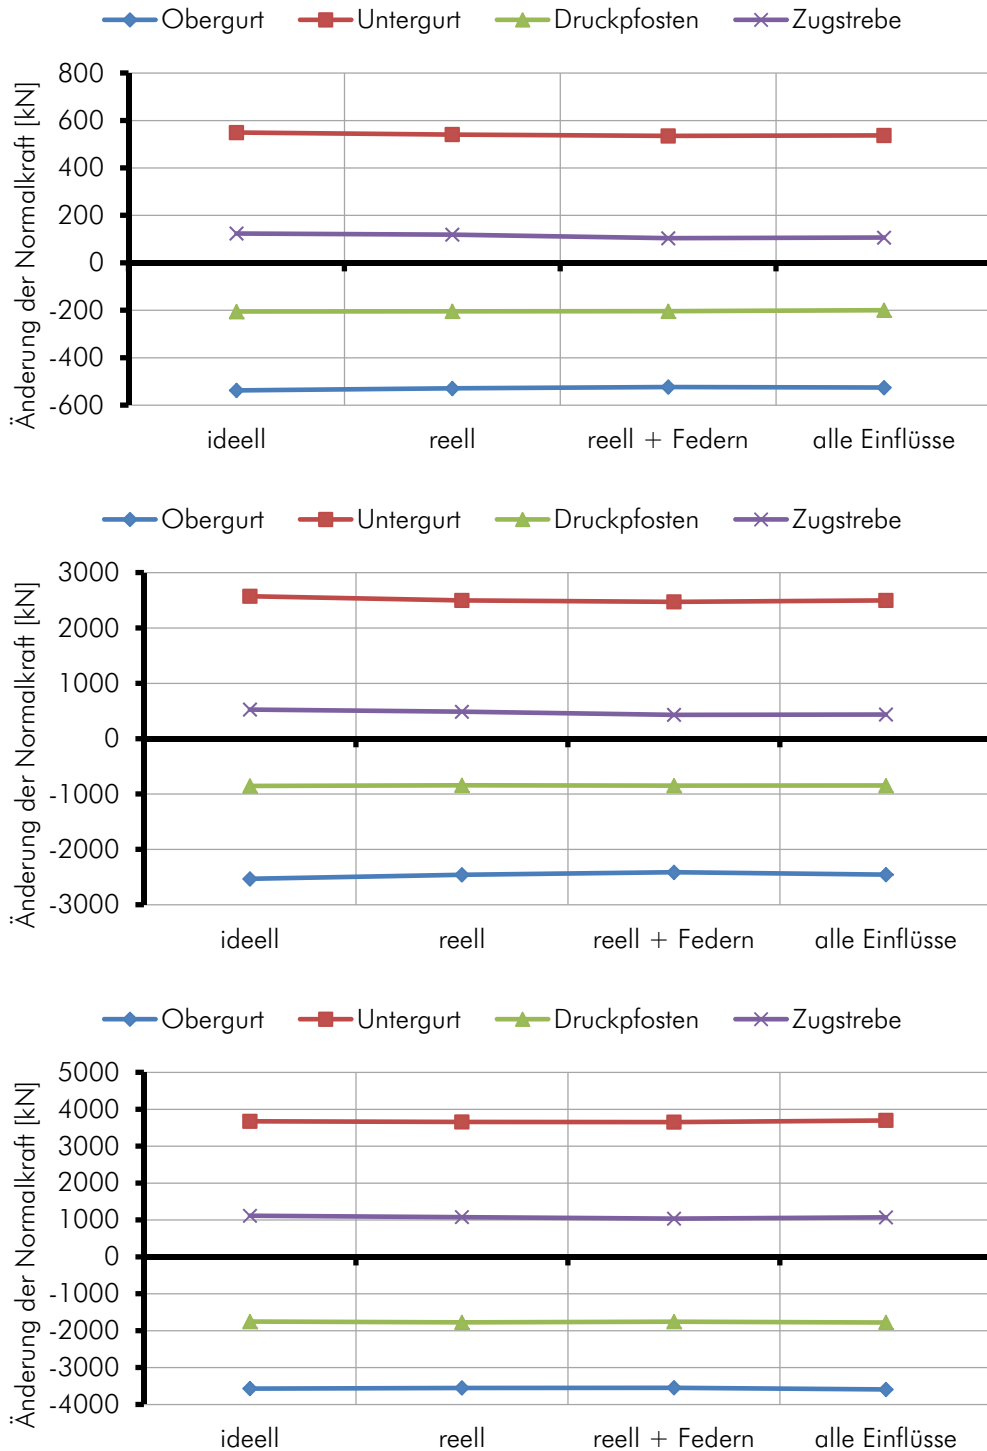 Obergurt Untergurt Druckpfosten Zugstrebe
Änderung der Normalkraft [kN]
800
600
400
200
0
-200
-400
-600
ideell reell reell + Federn alle Einflüsse
Obergurt Untergurt Druckpfosten Zugstrebe
Änderung der Normalkraft [kN]
3000
2000
1000
0
-1000
-2000
-3000
ideell reell reell + Federn alle Einflüsse
Obergurt Untergurt Druckpfosten Zugstrebe
Änderung der Normalkraft [kN]
5000
4000
3000
2000
1000
0
-1000
-2000
-3000
-4000
ideell reell reell + Federn alle Einflüsse